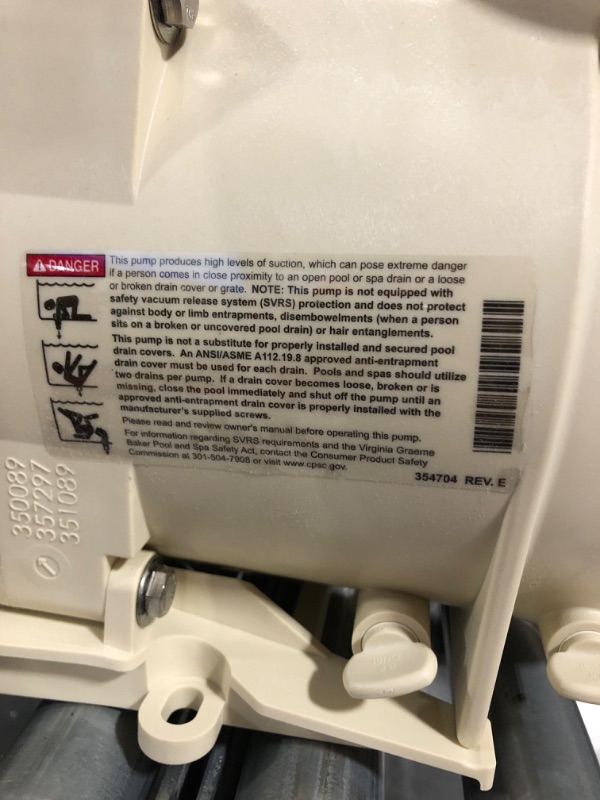 DANGER
This pump produces high levels of suction, which can pose extreme danger
if a person comes in close proximity to an open pool or spa drain or a loose
or broken drain cover or grate. NOTE: This pump is not equipped with
safety vacuum release system (SVRS) protection and does not protect
against body or limb entrapments, disembowelments (when a person
sits on a broken or uncovered pool drain) or hair entanglements.
This pump is not a substitute for properly installed and secured pool
drain covers. An ANSI/ASME A112.19.8 approved anti-entrapment
drain cover must be used for each drain. Pools and spas should utilize
two drains per pump. If a drain cover becomes loose, broken or is
missing, close the pool immediately and shut off the pump until an
approved anti-entrapment drain cover is properly installed with the
manufacturer's supplied screws.
Please read and review owner's manual before operating this pump.
For information regarding SVRS requirements and the Virginia Graeme
Baker Pool and Spa Safety Act, contact the Consumer Product Safety
Commission at 301-504-7908 or visit www.cpsc.gov.
354704 REV. E
350089
357297
351089